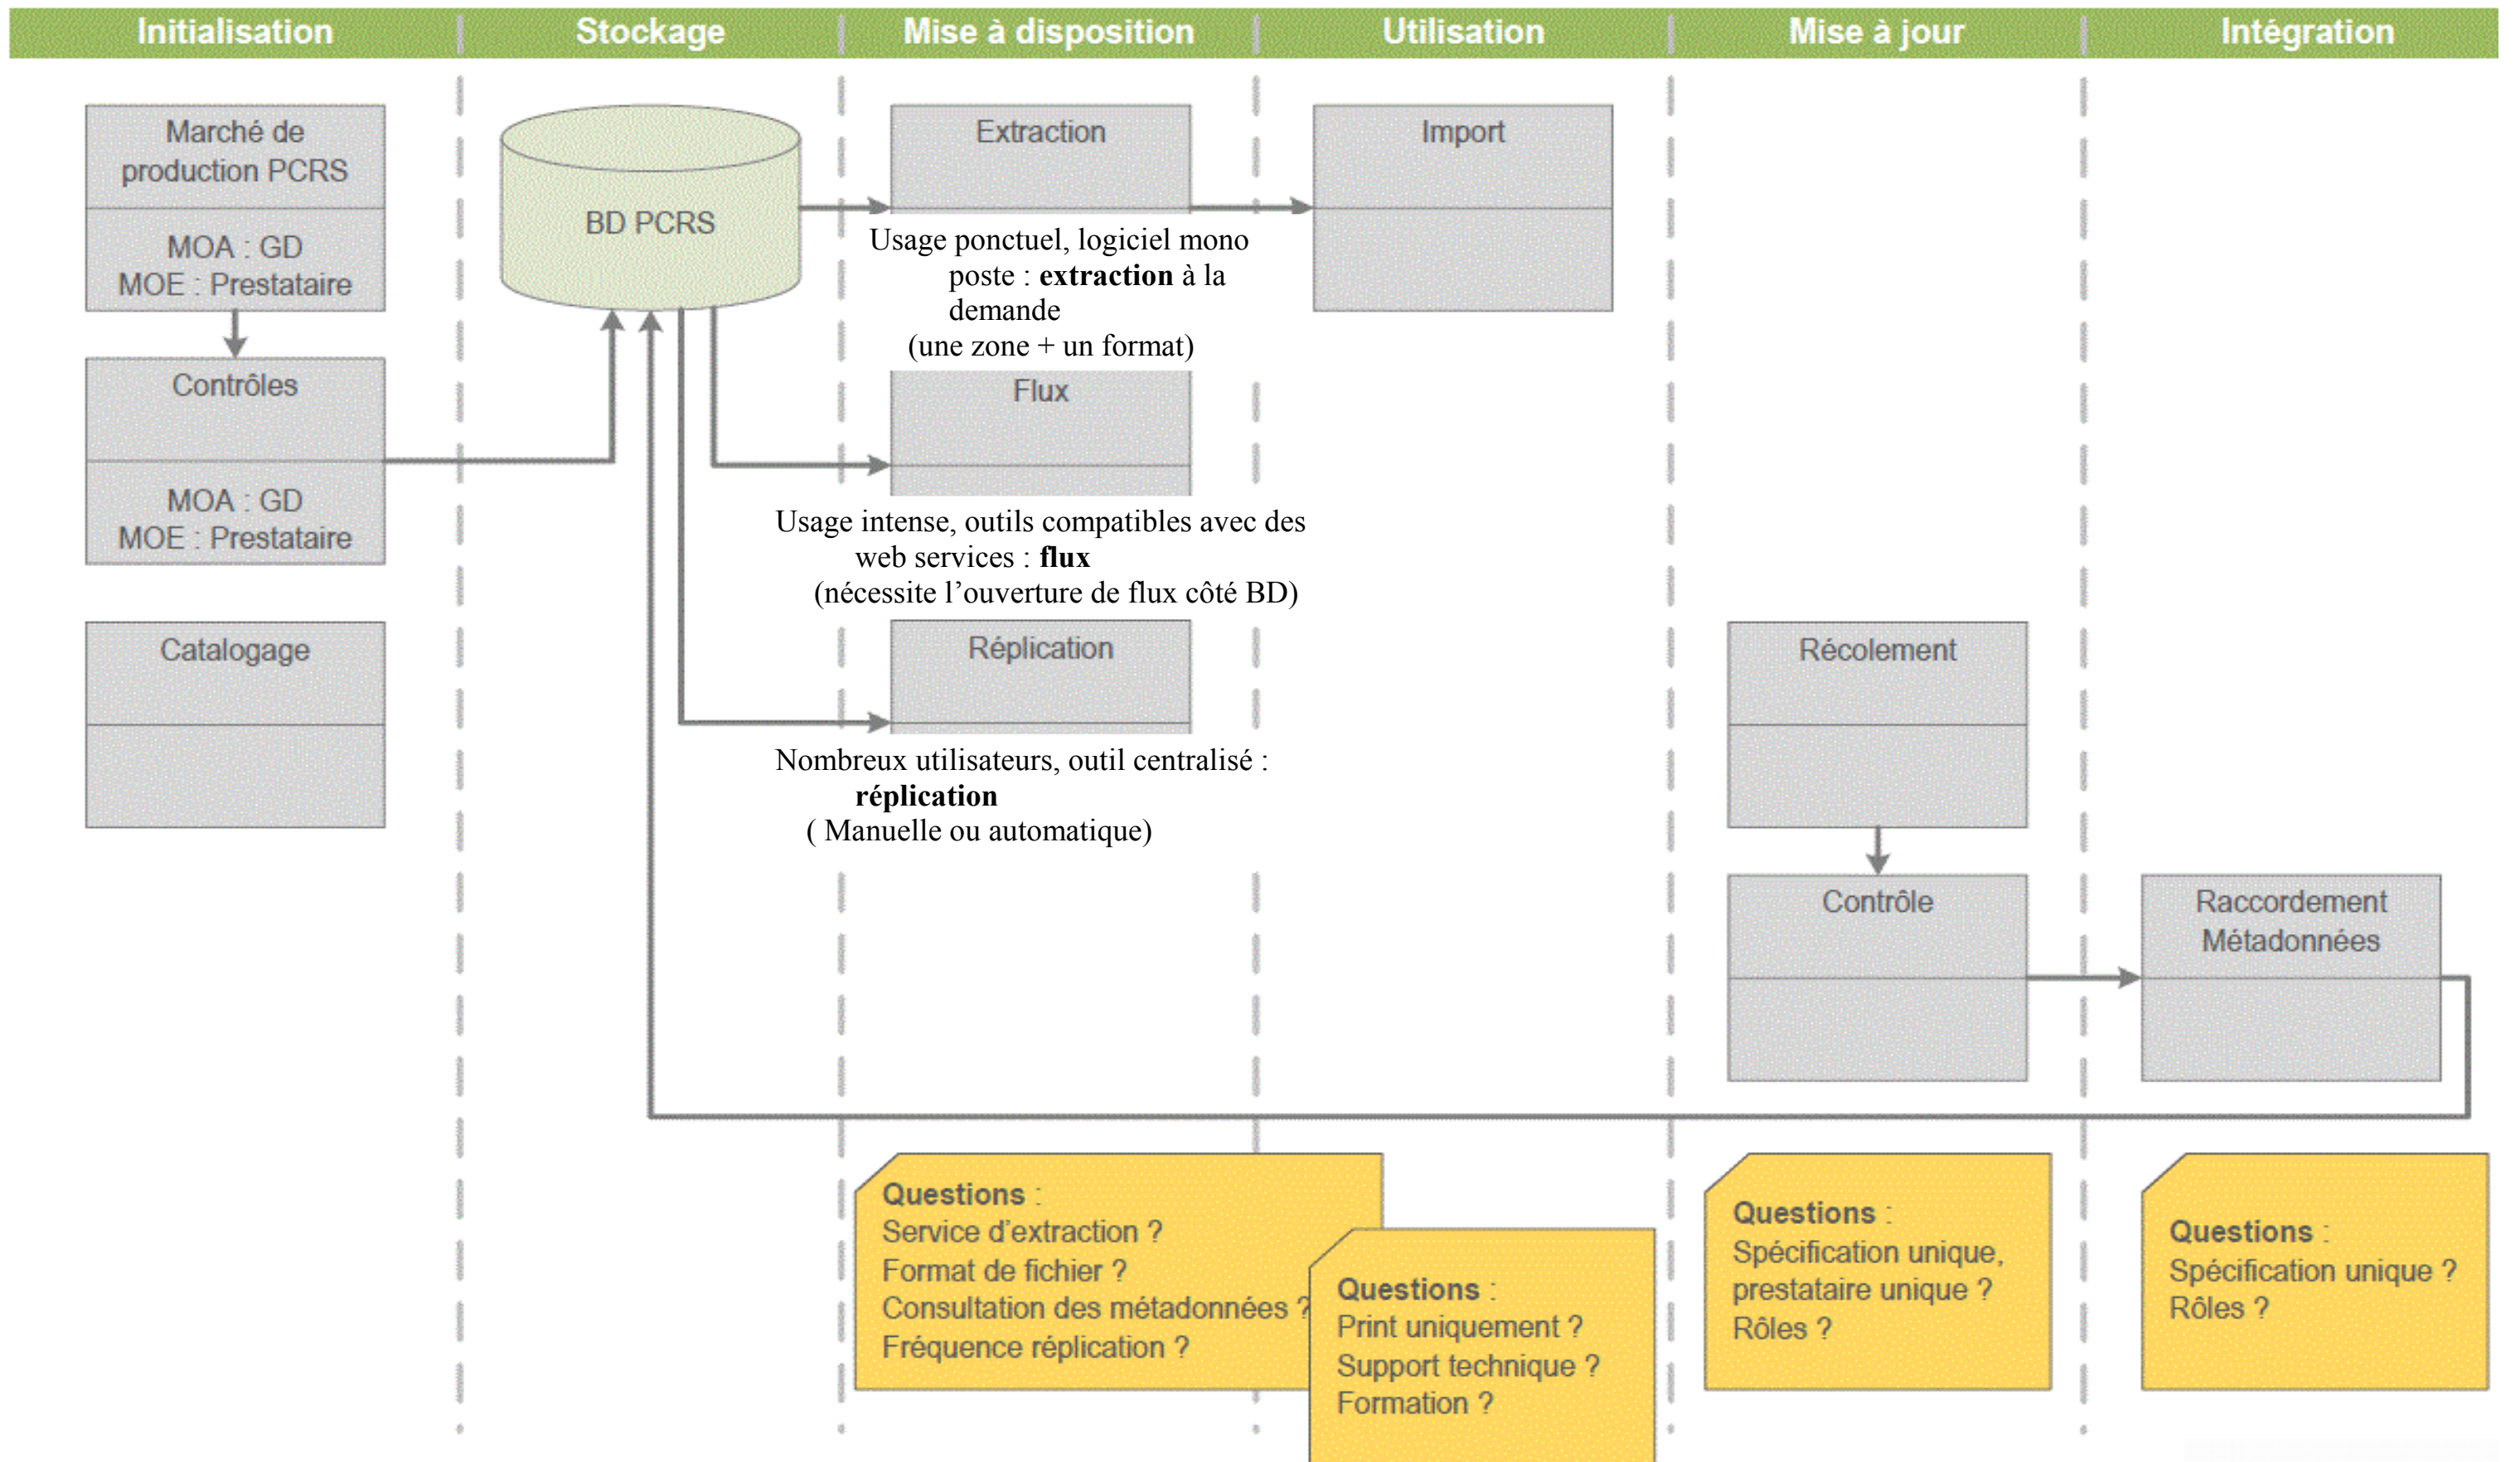 Initialisation
Stockage
Mise à disposition
Utilisation
Mise à jour
Intégration
Marché de
production PCRS
MOA : GD
MOE : Prestataire
Contrôles
MOA : GD
MOE : Prestataire
Catalogage
BD PCRS
Extraction
Usage ponctuel, logiciel mono
poste : extraction à la
demande
(une zone + un format)
Flux
Usage intense, outils compatibles avec des
web services : flux
(nécessite l’ouverture de flux côté BD)
Réplication
Nombreux utilisateurs, outil centralisé :
réplication
( Manuelle ou automatique)
Import
Récolement
Contrôle
Raccordement
Métadonnées
Questions :
Service d’extraction ?
Format de fichier ?
Consultation des métadonnées ?
Fréquence réplication ?
Questions :
Print uniquement ?
Support technique ?
Formation ?
Questions :
Spécification unique,
prestataire unique ?
Rôles ?
Questions :
Spécification unique ?
Rôles ?